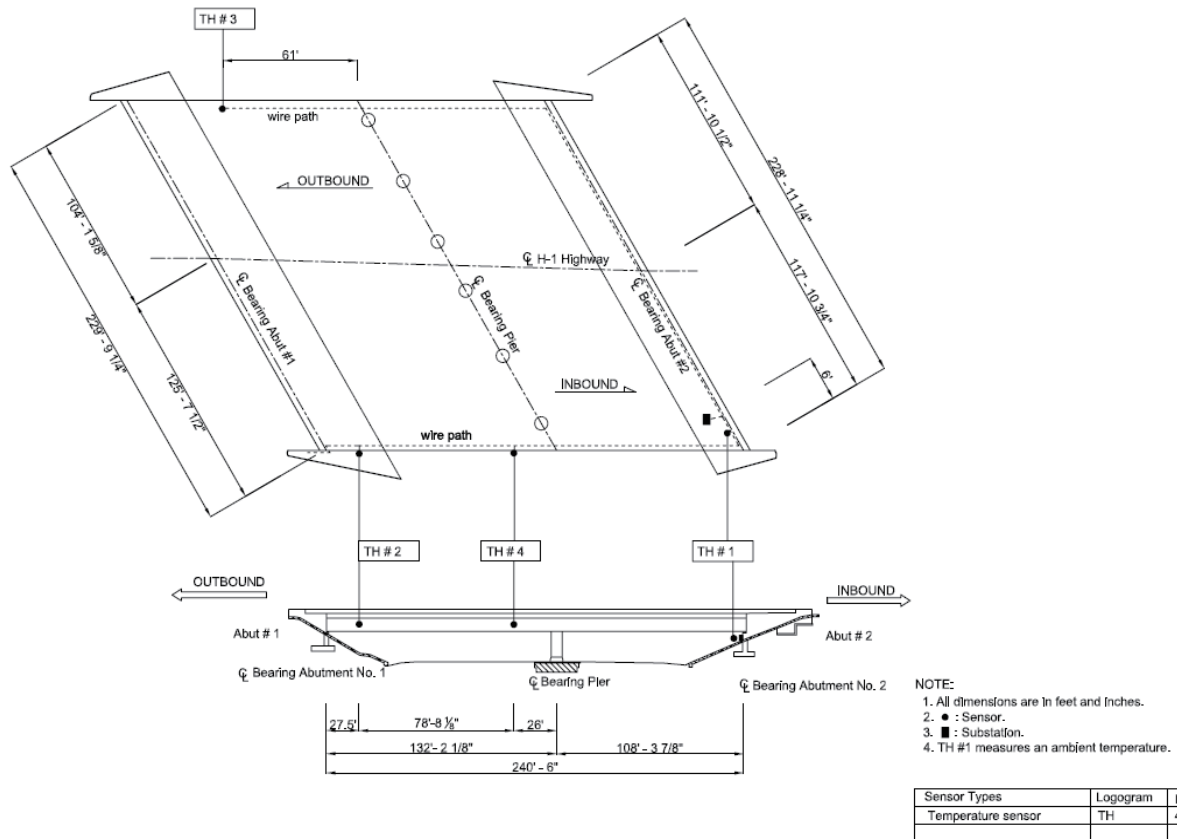 TH # 3
61'
wire path
OUTBOUND
111' - 10 1/2"
228' - 11 1/4"
104' - 1 5/8"
℄ H-1 Highway
117' - 10 3/4"
℄ Bearing Abut #1
℄ Bearing Pier
℄ Bearing Abut #2
229' - 9 1/4"
125' - 7 1/2"
INBOUND
6'
wire path
TH # 2
TH # 4
TH # 1
OUTBOUND
INBOUND
Abut # 1
Abut # 2
℄ Bearing Abutment No. 1
℄ Bearing Pier
℄ Bearing Abutment No. 2
27.5'
78'-8 ⅛"
26'
132'- 2 1/8"
108' - 3 7/8"
240' - 6"
NOTE:
1. All dimensions are in feet and inches.
2. ● : Sensor.
3. ■ : Substation.
4. TH #1 measures an ambient temperature.
Sensor Types Logogram
Temperature sensor TH 4